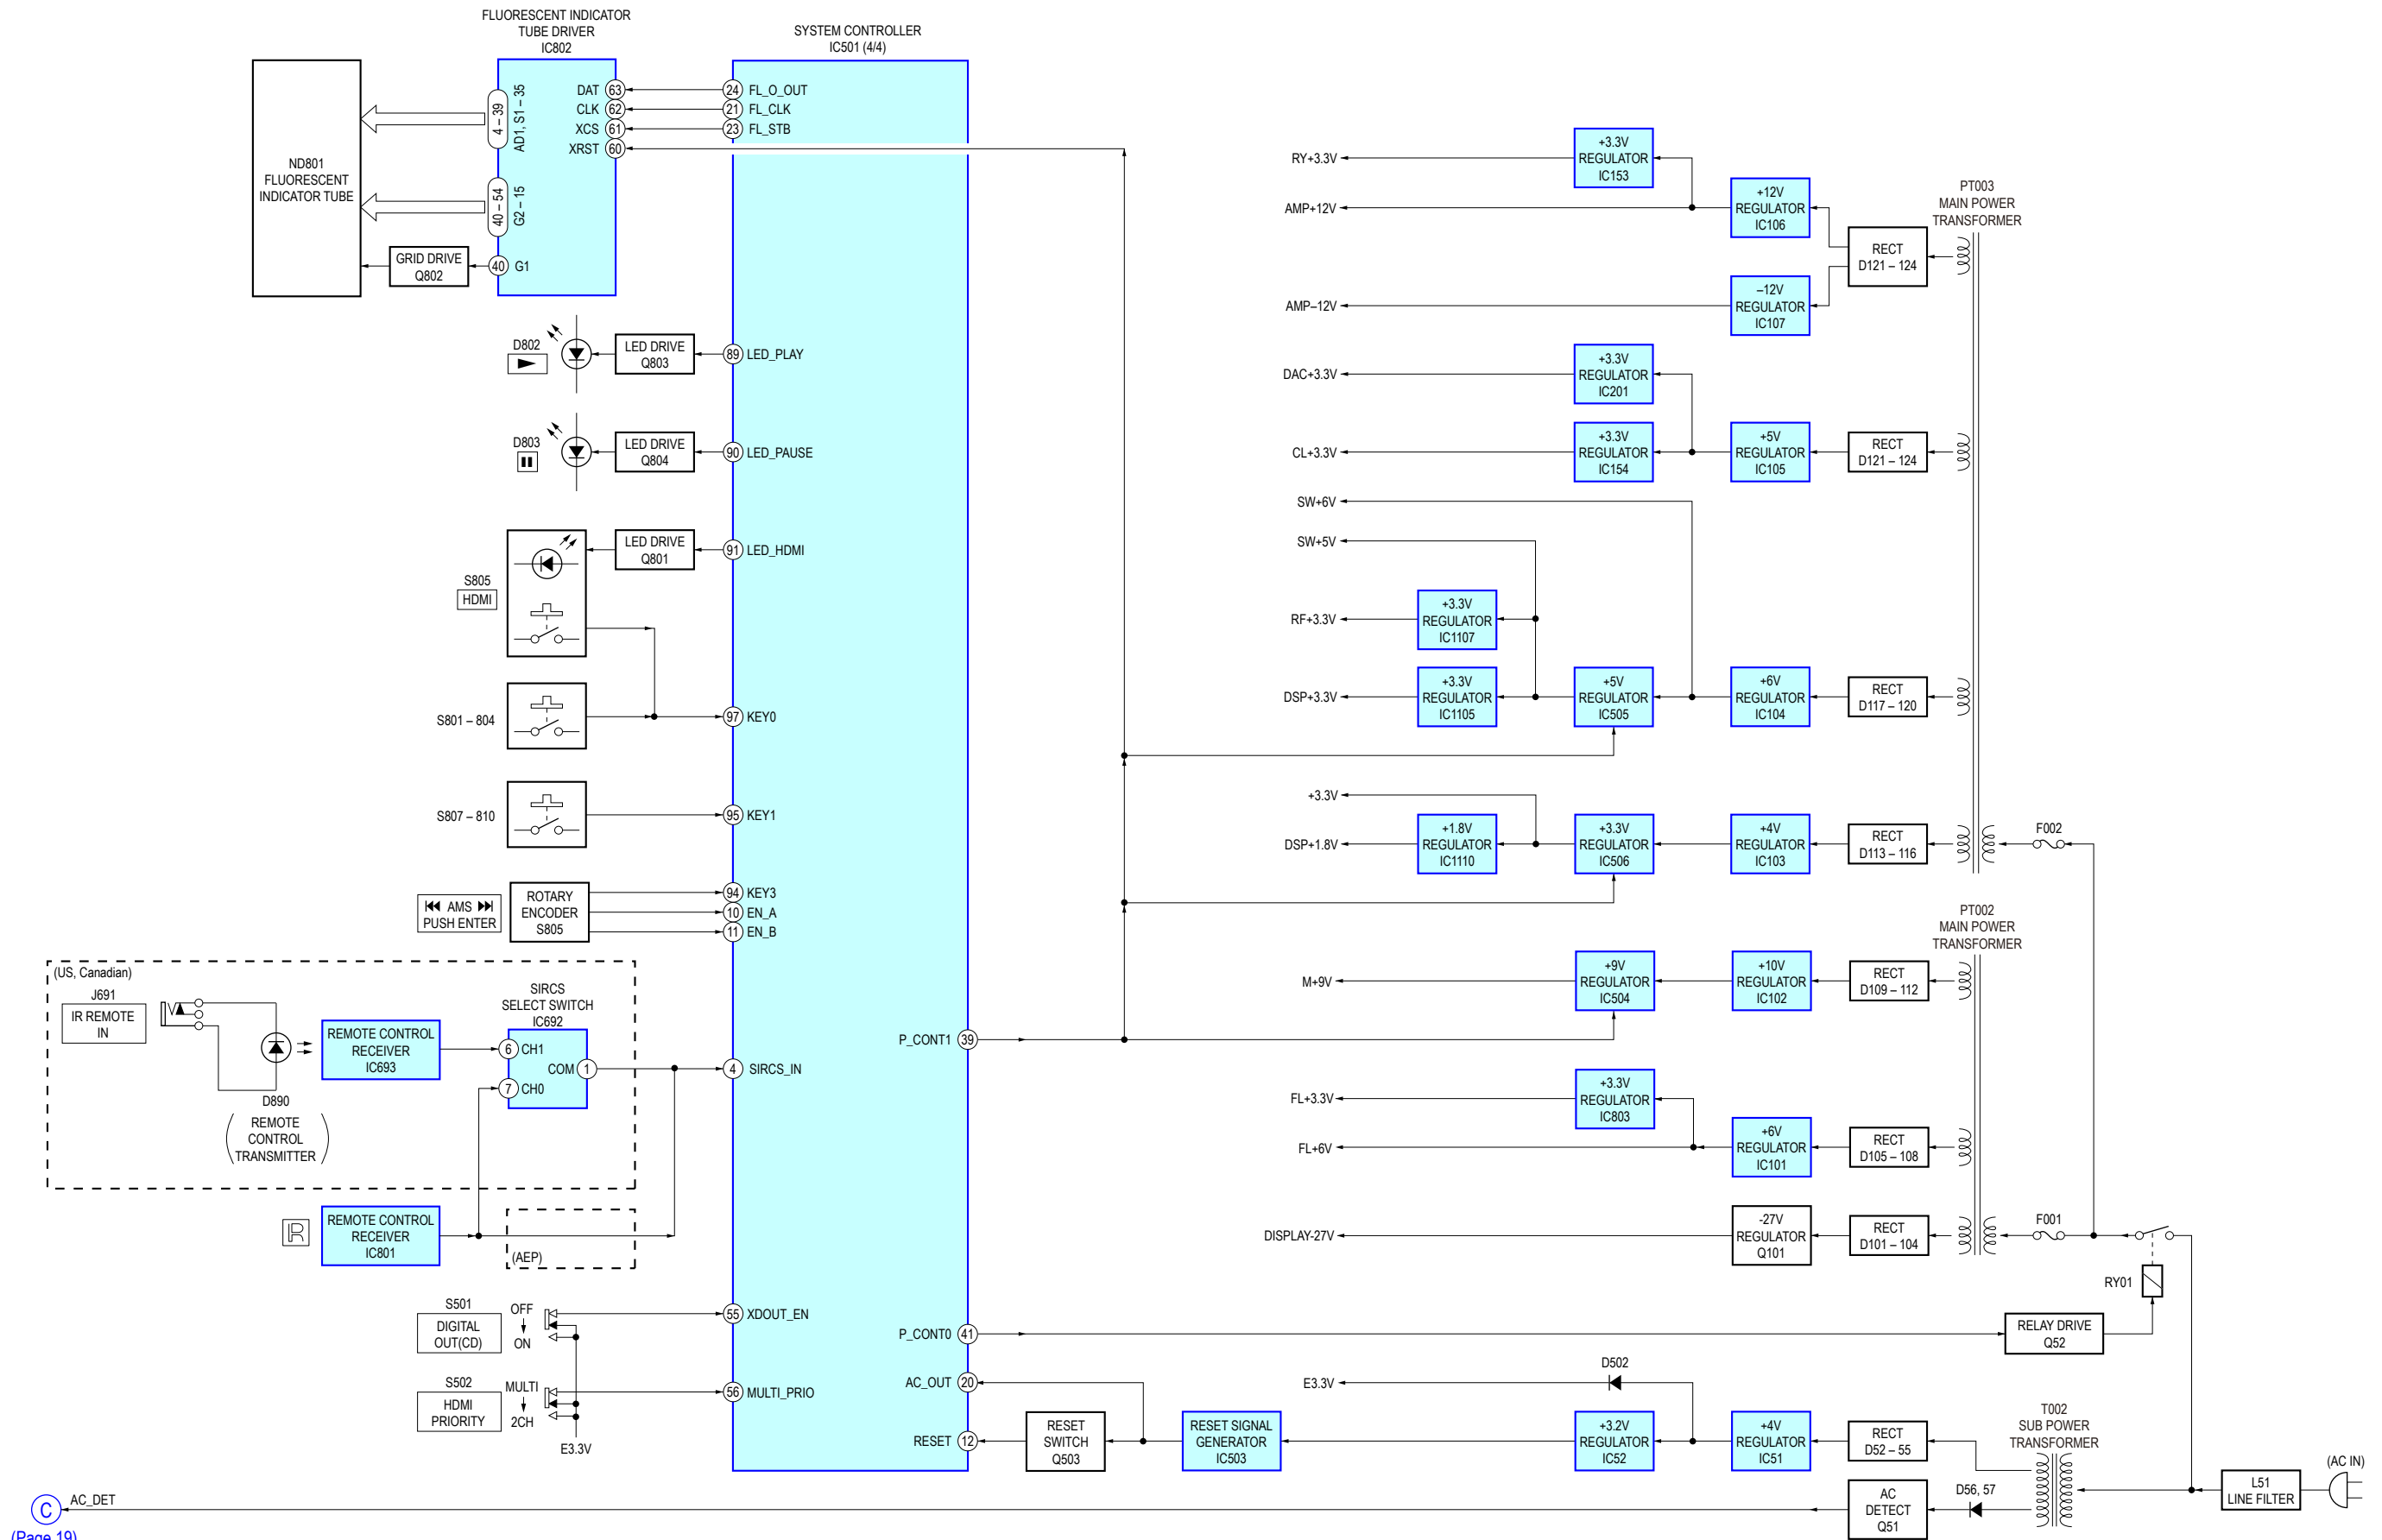 FLUORESCENT INDICATOR
TUBE DRIVER
IC802
SYSTEM CONTROLLER
IC501 (4/4)
ND801
FLUORESCENT
INDICATOR TUBE
4 – 39
AD1, S1 – 35
40 – 54
G2 – 15
DAT 63
CLK 62
XCS 61
XRST 60
24 FL_O_OUT
21 FL_CLK
23 FL_STB
GRID DRIVE
Q802
40 G1
D802
LED DRIVE
Q803
89 LED_PLAY
D803
LED DRIVE
Q804
90 LED_PAUSE
LED DRIVE
Q801
91 LED_HDMI
S805
HDMI
S801 – 804
97 KEY0
S807 – 810
95 KEY1
AMS
PUSH ENTER
ROTARY
ENCODER
S805
94 KEY3
10 EN_A
11 EN_B
(US, Canadian)
J691
IR REMOTE
IN
D890
REMOTE
CONTROL
TRANSMITTER
REMOTE CONTROL
RECEIVER
IC693
SIRCS
SELECT SWITCH
IC692
6 CH1
COM 1
7 CH0
4 SIRCS_IN
R
REMOTE CONTROL
RECEIVER
IC801
(AEP)
S501
DIGITAL
OUT(CD)
OFF
ON
55 XDOUT_EN
S502
HDMI
PRIORITY
MULTI
2CH
E3.3V
56 MULTI_PRIO
P_CONT1 39
P_CONT0 41
AC_OUT 20
RESET 12
RESET
SWITCH
Q503
RESET SIGNAL
GENERATOR
IC503
C
AC_DET
(Page 19)
RY+3.3V
+3.3V
REGULATOR
IC153
AMP+12V
+12V
REGULATOR
IC106
PT003
MAIN POWER
TRANSFORMER
RECT
D121 – 124
AMP–12V
–12V
REGULATOR
IC107
DAC+3.3V
+3.3V
REGULATOR
IC201
CL+3.3V
+3.3V
REGULATOR
IC154
+5V
REGULATOR
IC105
RECT
D121 – 124
SW+6V
SW+5V
RF+3.3V
+3.3V
REGULATOR
IC1107
DSP+3.3V
+3.3V
REGULATOR
IC1105
+5V
REGULATOR
IC505
+6V
REGULATOR
IC104
RECT
D117 – 120
+3.3V
DSP+1.8V
+1.8V
REGULATOR
IC1110
+3.3V
REGULATOR
IC506
+4V
REGULATOR
IC103
RECT
D113 – 116
F002
PT002
MAIN POWER
TRANSFORMER
M+9V
+9V
REGULATOR
IC504
+10V
REGULATOR
IC102
RECT
D109 – 112
FL+3.3V
+3.3V
REGULATOR
IC803
FL+6V
+6V
REGULATOR
IC101
RECT
D105 – 108
DISPLAY-27V
-27V
REGULATOR
Q101
RECT
D101 – 104
F001
RY01
RELAY DRIVE
Q52
D502
E3.3V
+3.2V
REGULATOR
IC52
+4V
REGULATOR
IC51
RECT
D52 – 55
T002
SUB POWER
TRANSFORMER
AC
DETECT
Q51
D56, 57
L51
LINE FILTER
(AC IN)